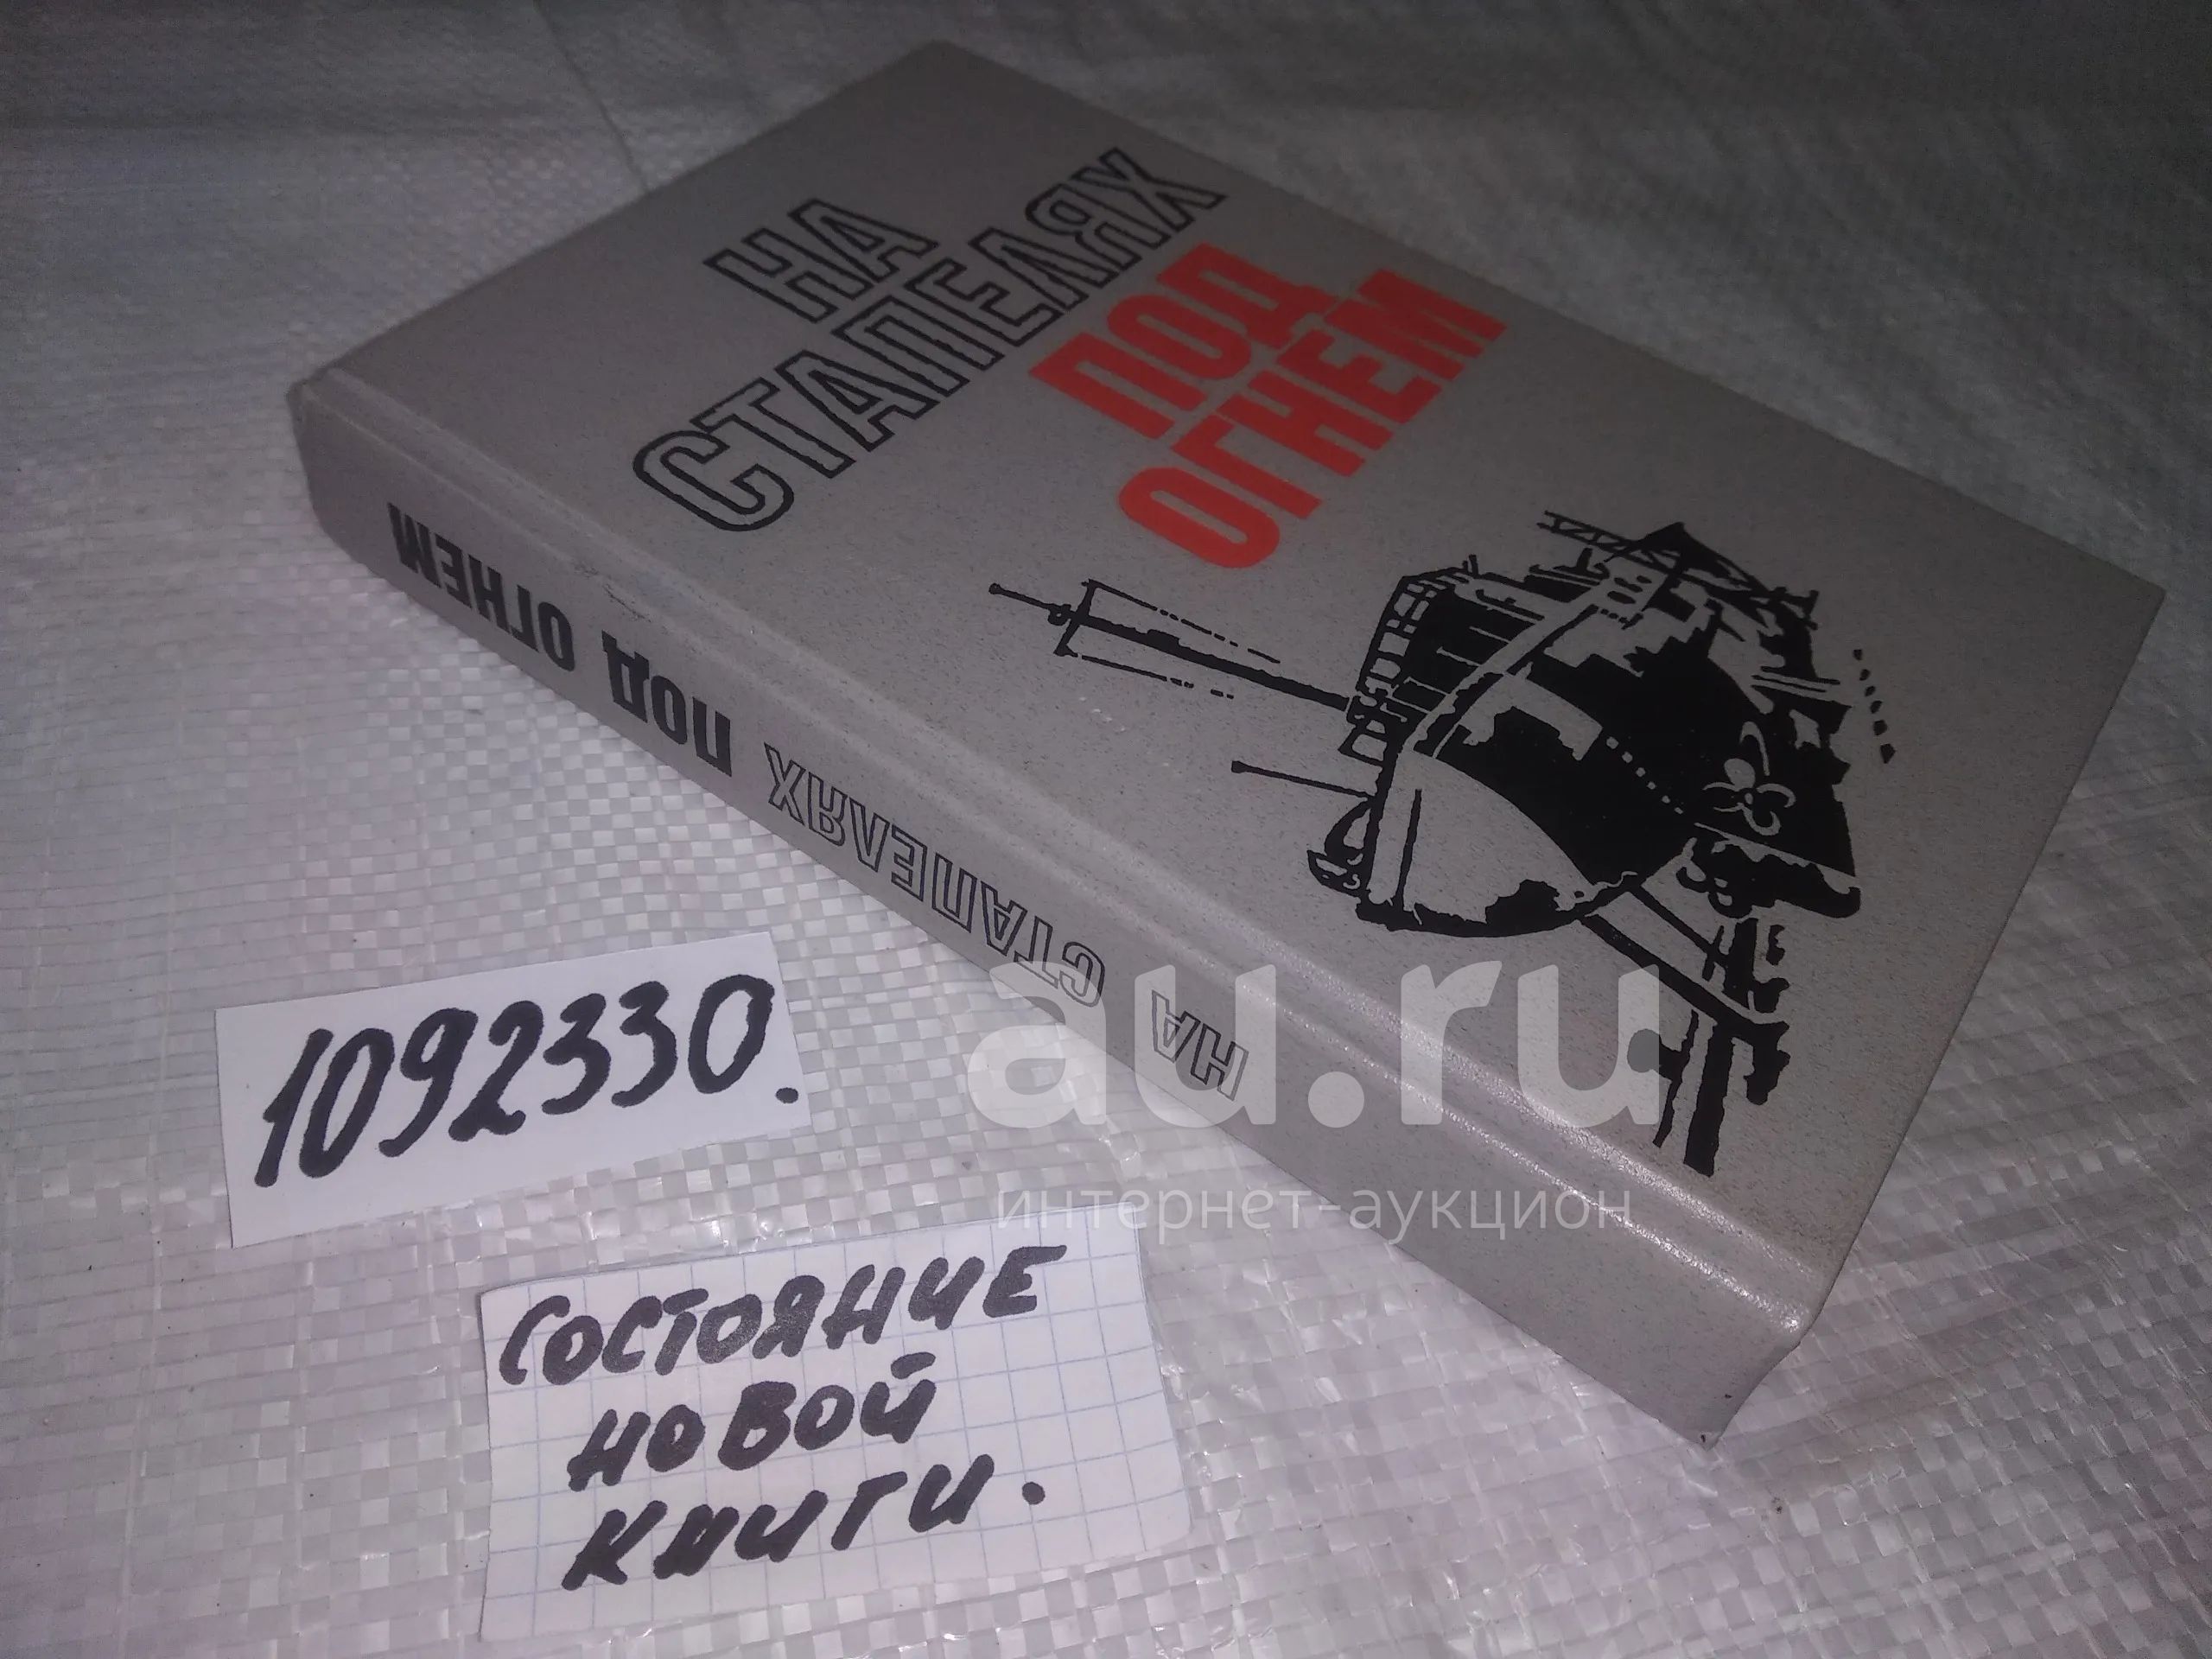 НА
СТАПЕЛЯХ
ПОД
ОГНЕМ
НА СТАПЕЛЯХ ПОД ОГНЕМ
au.ru
интернет-аукцион
1092330.
СОСТОЯНИЕ
НОВОЙ
КНИГИ.